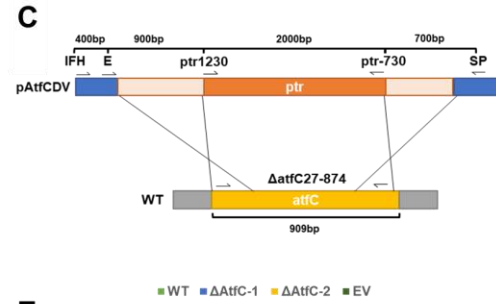 C
400bp 900bp 2000bp 700bp
IFH E ptr1230 ptr-730 SP
pAtfCDV ptr
ΔatfC27-874
WT atfC
909bp
WT ΔAtfC-1 ΔAtfC-2 EV